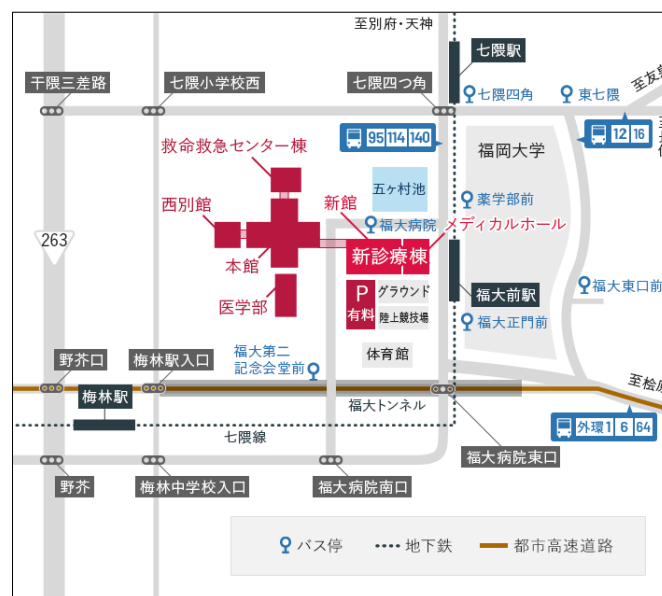 至別府・天神
七隈駅
干隈三差路
七隈小学校西
七隈四つ角
七隈四角
東七隈
95 114 140
12 16
救命救急センター棟
福岡大学
五ヶ村池
西別館
新館
薬学部前
福大病院
メディカルホール
263
本館
新診療棟
医学部
P
有料
グラウンド
陸上競技場
福大前駅
福大東口前
福大正門前
体育館
野芥口
梅林駅入口
福大第二
記念会堂前
梅林駅
福大トンネル
外環1 6 64
七隈線
福大病院東口
野芥
梅林中学校入口
福大病院南口
バス停
地下鉄
都市高速道路